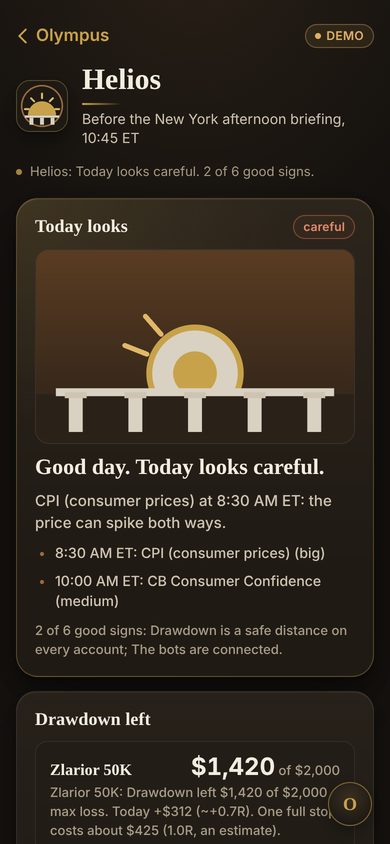 Olympus
DEMO
Helios
Before the New York afternoon briefing,
10:45 ET
Helios: Today looks careful. 2 of 6 good signs.
Today looks
careful
Good day. Today looks careful.
CPI (consumer prices) at 8:30 AM ET: the
price can spike both ways.
• 8:30 AM ET: CPI (consumer prices) (big)
• 10:00 AM ET: CB Consumer Confidence
(medium)
2 of 6 good signs: Drawdown is a safe distance on
every account; The bots are connected.
Drawdown left
Zlarior 50K $1,420 of $2,000
Zlarior 50K: Drawdown left $1,420 of $2,000
max loss. Today +$312 (~+0.7R). One full stop
costs about $425 (1.0R, an estimate).
O